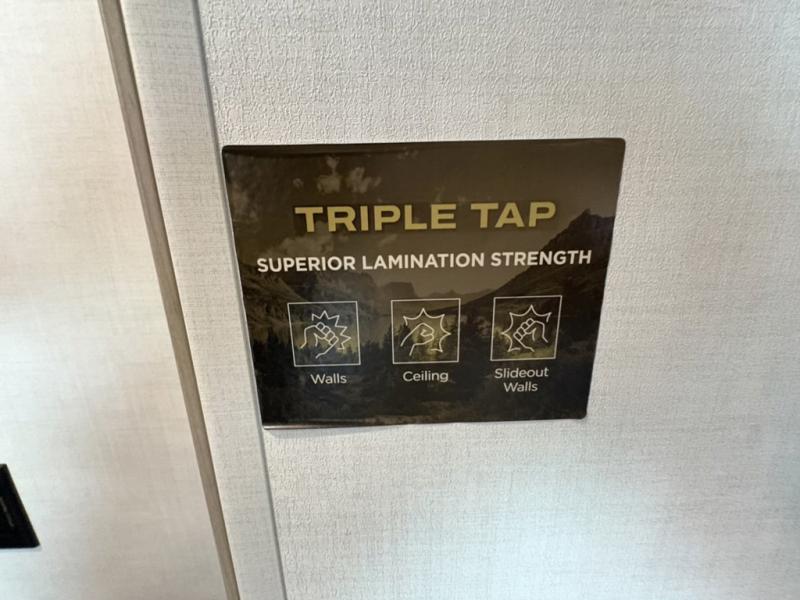 TRIPLE TAP
SUPERIOR LAMINATION STRENGTH
Walls
Ceiling
Slideout
Walls